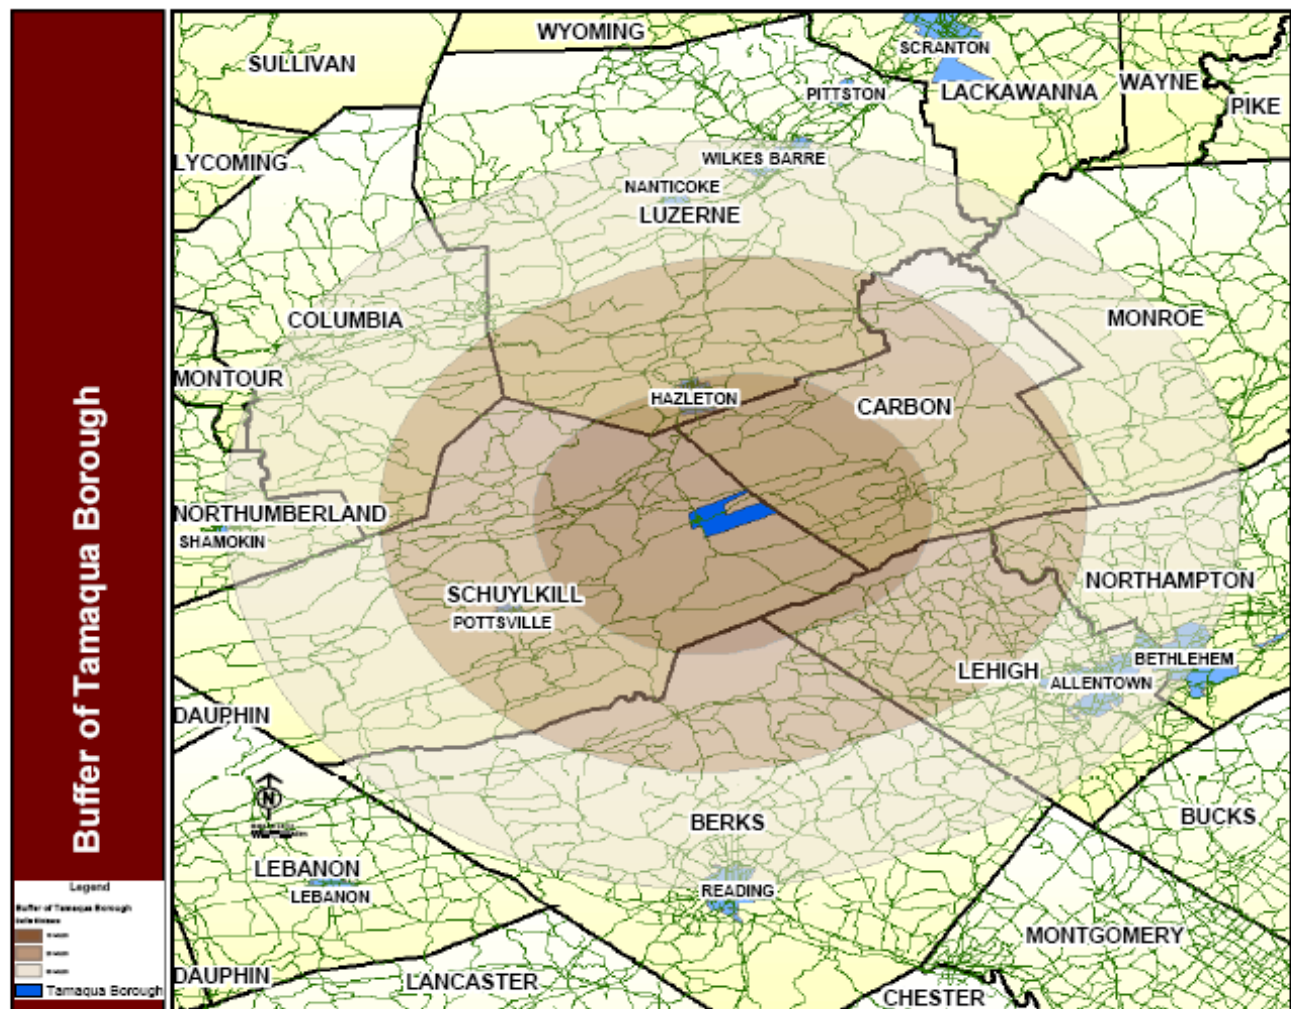 Buffer of Tamaqua Borough
SULLIVAN
WYOMING
SCRANTON
LACKAWANNA
WAYNE
PIKE
PITTSTON
LYCOMING
WILKES BARRE
NANTICOKE
LUZERNE
COLUMBIA
MONROE
MONTOUR
HAZLETON
CARBON
NORTHUMBERLAND
SHAMOKIN
SCHUYLKILL
POTTSVILLE
NORTHAMPTON
LEHIGH
BETHLEHEM
ALLENTOWN
DAUPHIN
N
BERKS
BUCKS
LEBANON
LEBANON
READING
MONTGOMERY
DAUPHIN
LANCASTER
CHESTER
Legend
Buffer of Tamaqua Borough
Tamaqua Borough